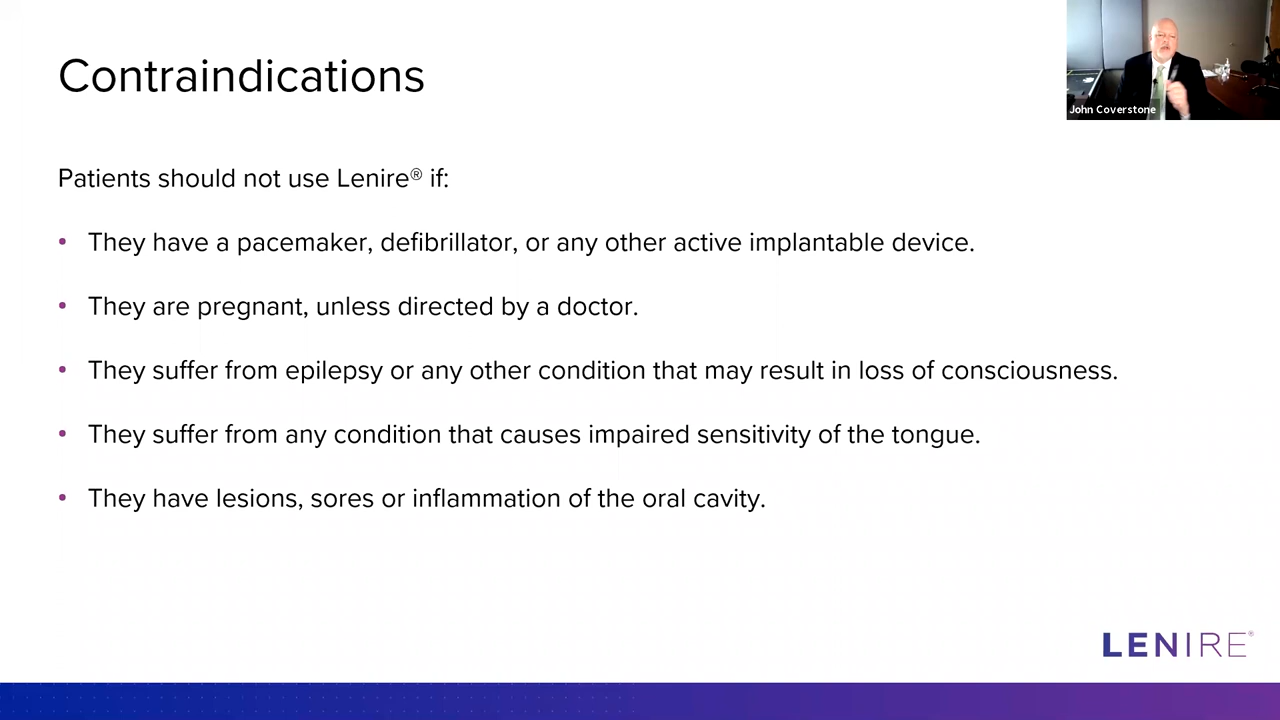 Contraindications
John Coverstone
Patients should not use Lenire® if:
• They have a pacemaker, defibrillator, or any other active implantable device.
• They are pregnant, unless directed by a doctor.
• They suffer from epilepsy or any other condition that may result in loss of consciousness.
• They suffer from any condition that causes impaired sensitivity of the tongue.
• They have lesions, sores or inflammation of the oral cavity.
LENIRE®